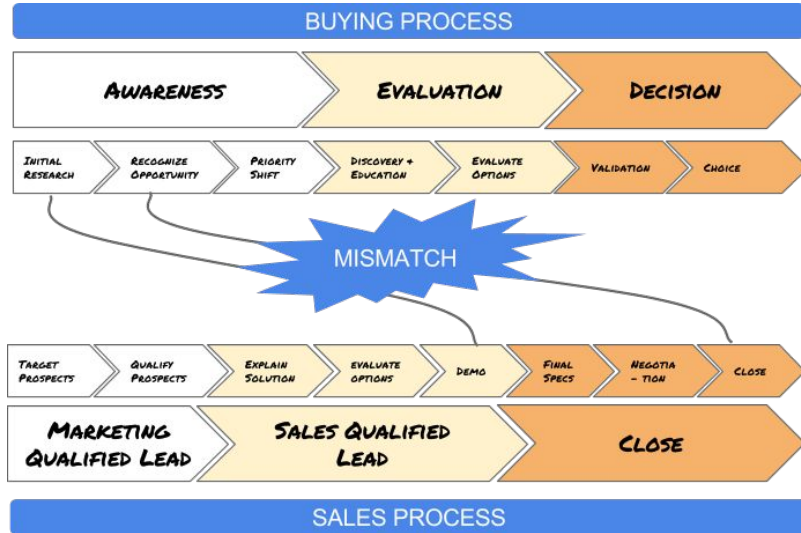 BUYING PROCESS
AWARENESS
EVALUATION
DECISION
INITIAL
RESEARCH
RECOGNIZE
OPPORTUNITY
PRIORITY
SHIFT
DISCOVERY +
EDUCATION
EVALUATE
OPTIONS
VALIDATION
CHOICE
MISMATCH
TARGET
PROSPECTS
QUALIFY
PROSPECTS
EXPLAIN
SOLUTION
EVALUATE
OPTIONS
DEMO
FINAL
SPECS
NEGOTIA
- TION
CLOSE
MARKETING
QUALIFIED LEAD
SALES QUALIFIED
LEAD
CLOSE
SALES PROCESS